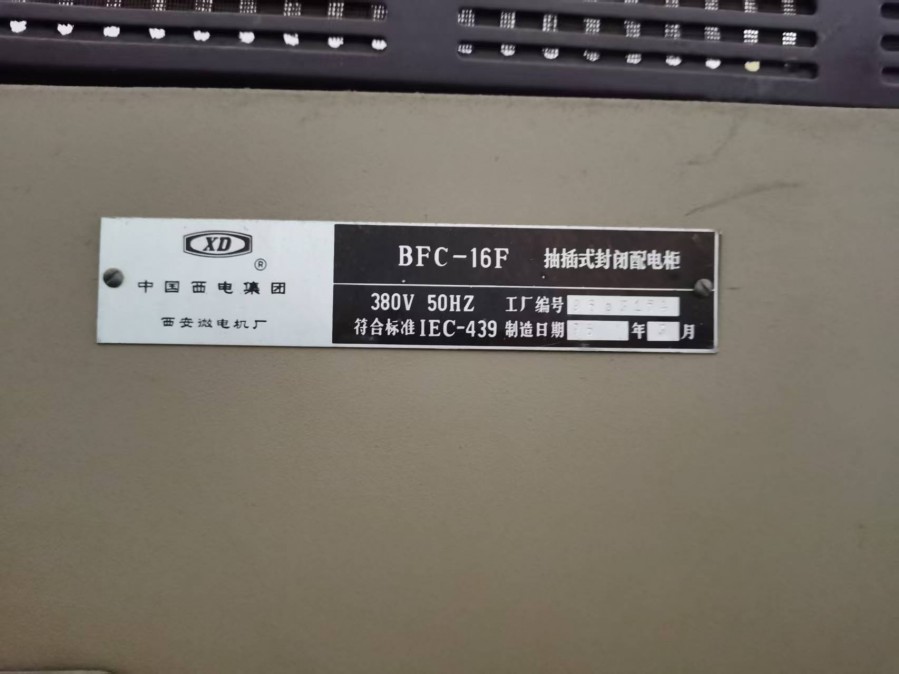 XD
®
中国西电集团
西安微电机厂
BFC-16F 抽插式封闭配电柜
380V 50HZ 工厂编号
符合标准IEC-439 制造日期 年 月